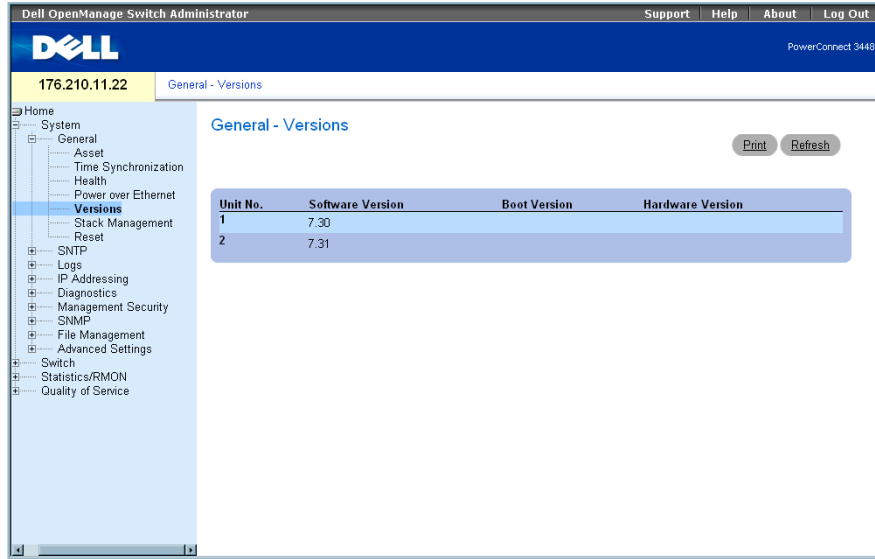 Dell OpenManage Switch Administrator
Support Help About Log Out
DELL
PowerConnect 3448
176.210.11.22
General - Versions
Home
System
General
Asset
Time Synchronization
Health
Power over Ethernet
Versions
Stack Management
Reset
SNTP
Logs
IP Addressing
Diagnostics
Management Security
SNMP
File Management
Advanced Settings
Switch
Statistics/RMON
Quality of Service
General - Versions
Print Refresh
Unit No. Software Version Boot Version Hardware Version
1 7.30
2 7.31